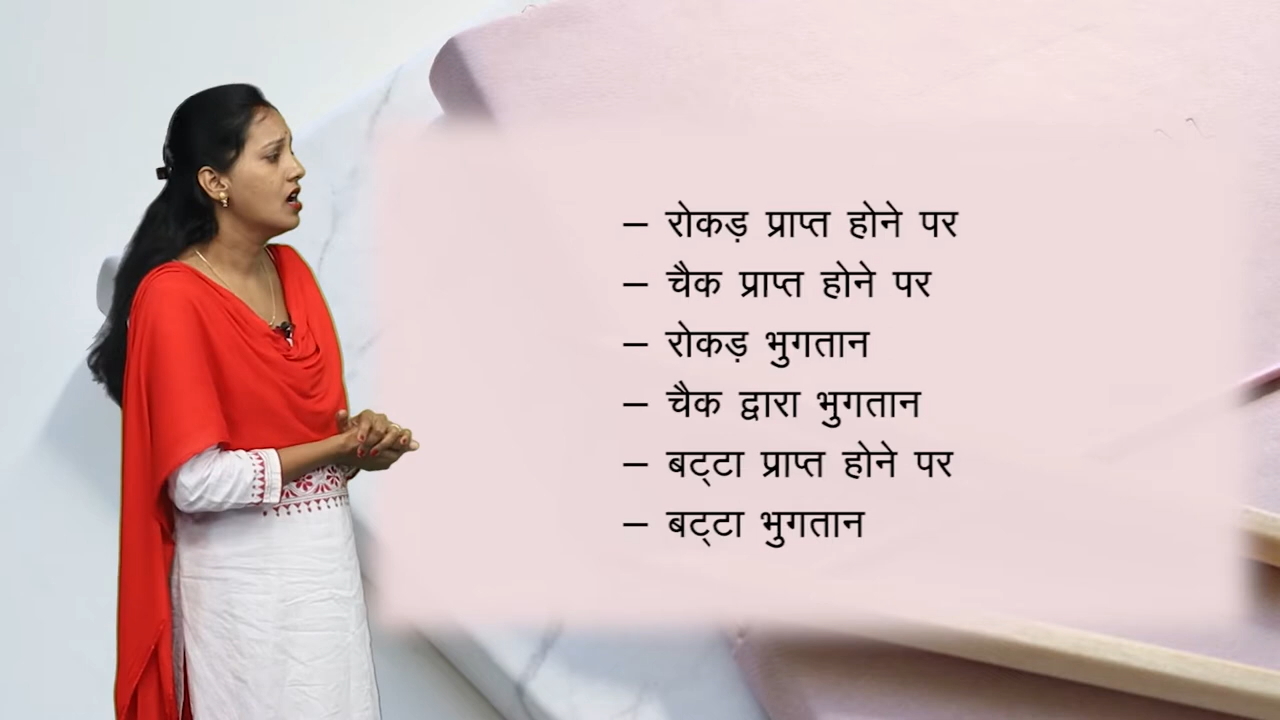 – रोकड़ प्राप्त होने पर
– चैक प्राप्त होने पर
– रोकड़ भुगतान
– चैक द्वारा भुगतान
– बट्‌टा प्राप्त होने पर
– बट्‌टा भुगतान